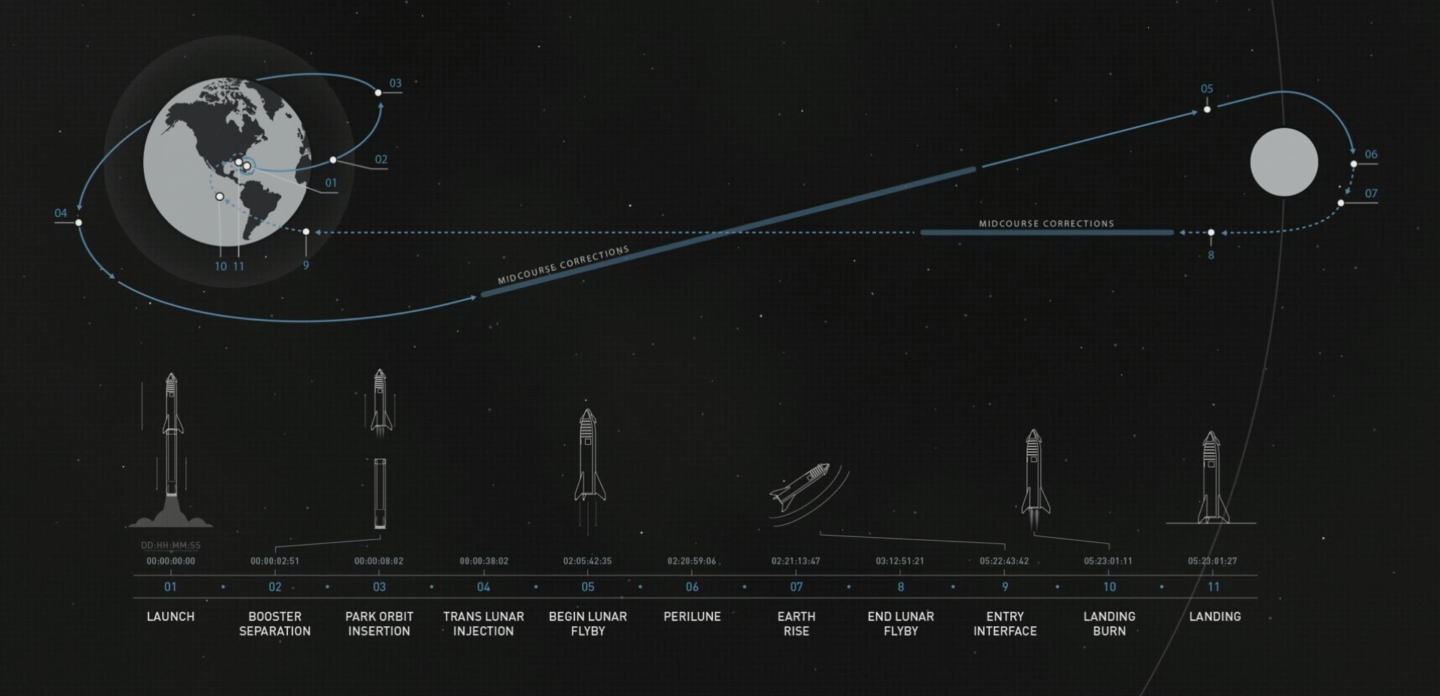 03
02
01
04
10 11
9
MIDCOURSE CORRECTIONS
05
06
07
MIDCOURSE CORRECTIONS
8
DD:HH:MM:SS
00:00:00:00 00:00:02:51 00:00:08:02 00:00:38:02 02:05:42:35 02:20:59:06 02:21:13:47 03:12:51:21 05:22:43:42 05:23:01:11 05:23:01:27
01 • 02 • 03 • 04 • 05 • 06 • 07 • 8 • 9 • 10 • 11
LAUNCH
BOOSTER
SEPARATION
PARK ORBIT
INSERTION
TRANS LUNAR
INJECTION
BEGIN LUNAR
FLYBY
PERILUNE
EARTH
RISE
END LUNAR
FLYBY
ENTRY
INTERFACE
LANDING
BURN
LANDING